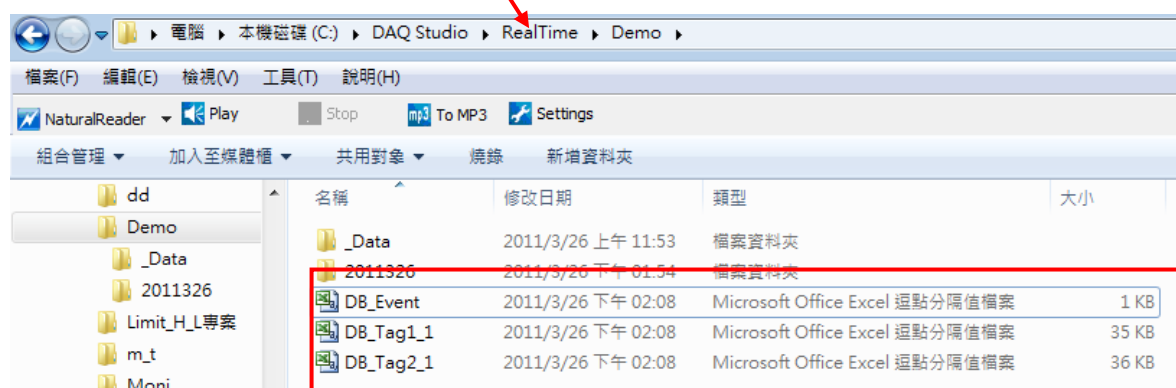 電腦 ▸ 本機磁碟 (C:) ▸ DAQ Studio ▸ RealTime ▸ Demo ▸
檔案(F) 編輯(E) 檢視(V) 工具(T) 說明(H)
NaturalReader Play Stop mp3 To MP3 Settings
組合管理 加入至媒體櫃 共用對象 燒錄 新增資料夾
dd
Demo
_Data
2011326
Limit_H_L專案
m_t
Moni
名稱 修改日期 類型 大小
_Data 2011/3/26 上午 11:53 檔案資料夾
2011326 2011/3/26 下午 01:54 檔案資料夾
DB_Event 2011/3/26 下午 02:08 Microsoft Office Excel 逗點分隔值檔案 1 KB
DB_Tag1_1 2011/3/26 下午 02:08 Microsoft Office Excel 逗點分隔值檔案 35 KB
DB_Tag2_1 2011/3/26 下午 02:08 Microsoft Office Excel 逗點分隔值檔案 36 KB